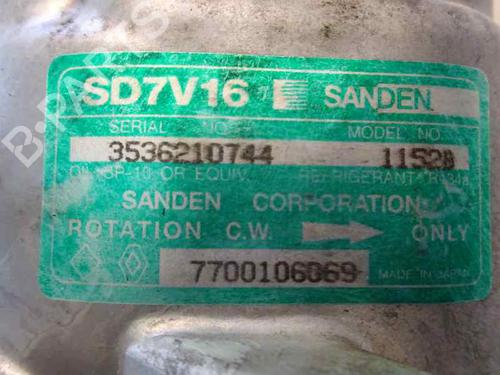 SD7V16 SANDEN
SERIAL NO. MODEL NO.
3536210744 1152B
OIL SP-10 OR EQUIV. REFRIGERANT R134a
SANDEN CORPORATION
ROTATION C.W. ONLY
7700106069 MADE IN JAPAN
B-PARTS